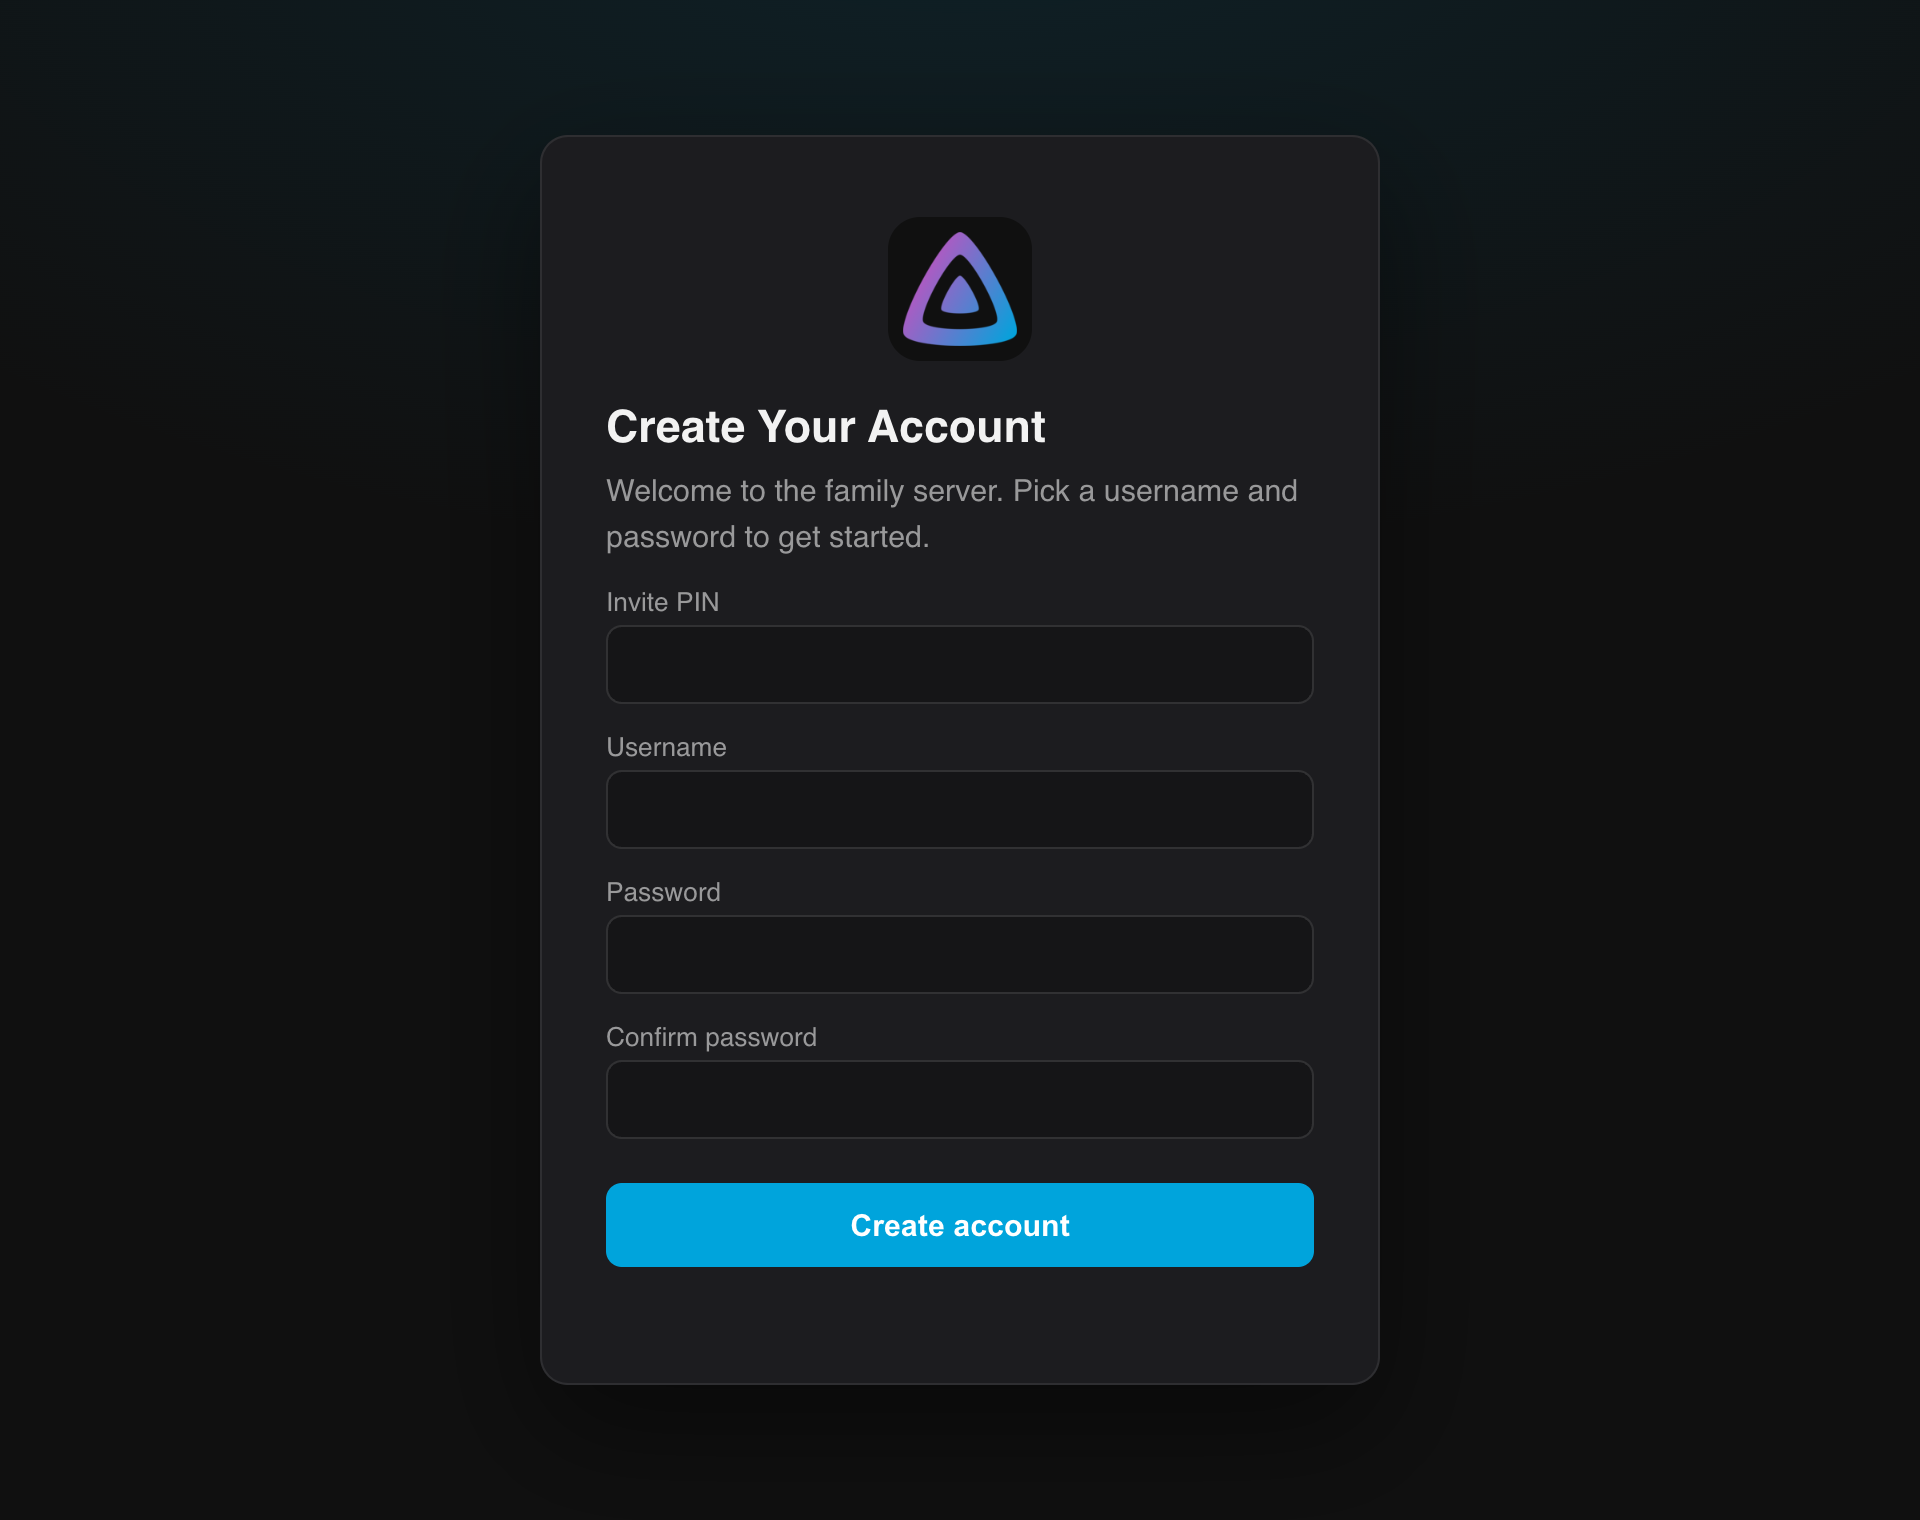 Create Your Account
Welcome to the family server. Pick a username and
password to get started.
Invite PIN
Username
Password
Confirm password
Create account